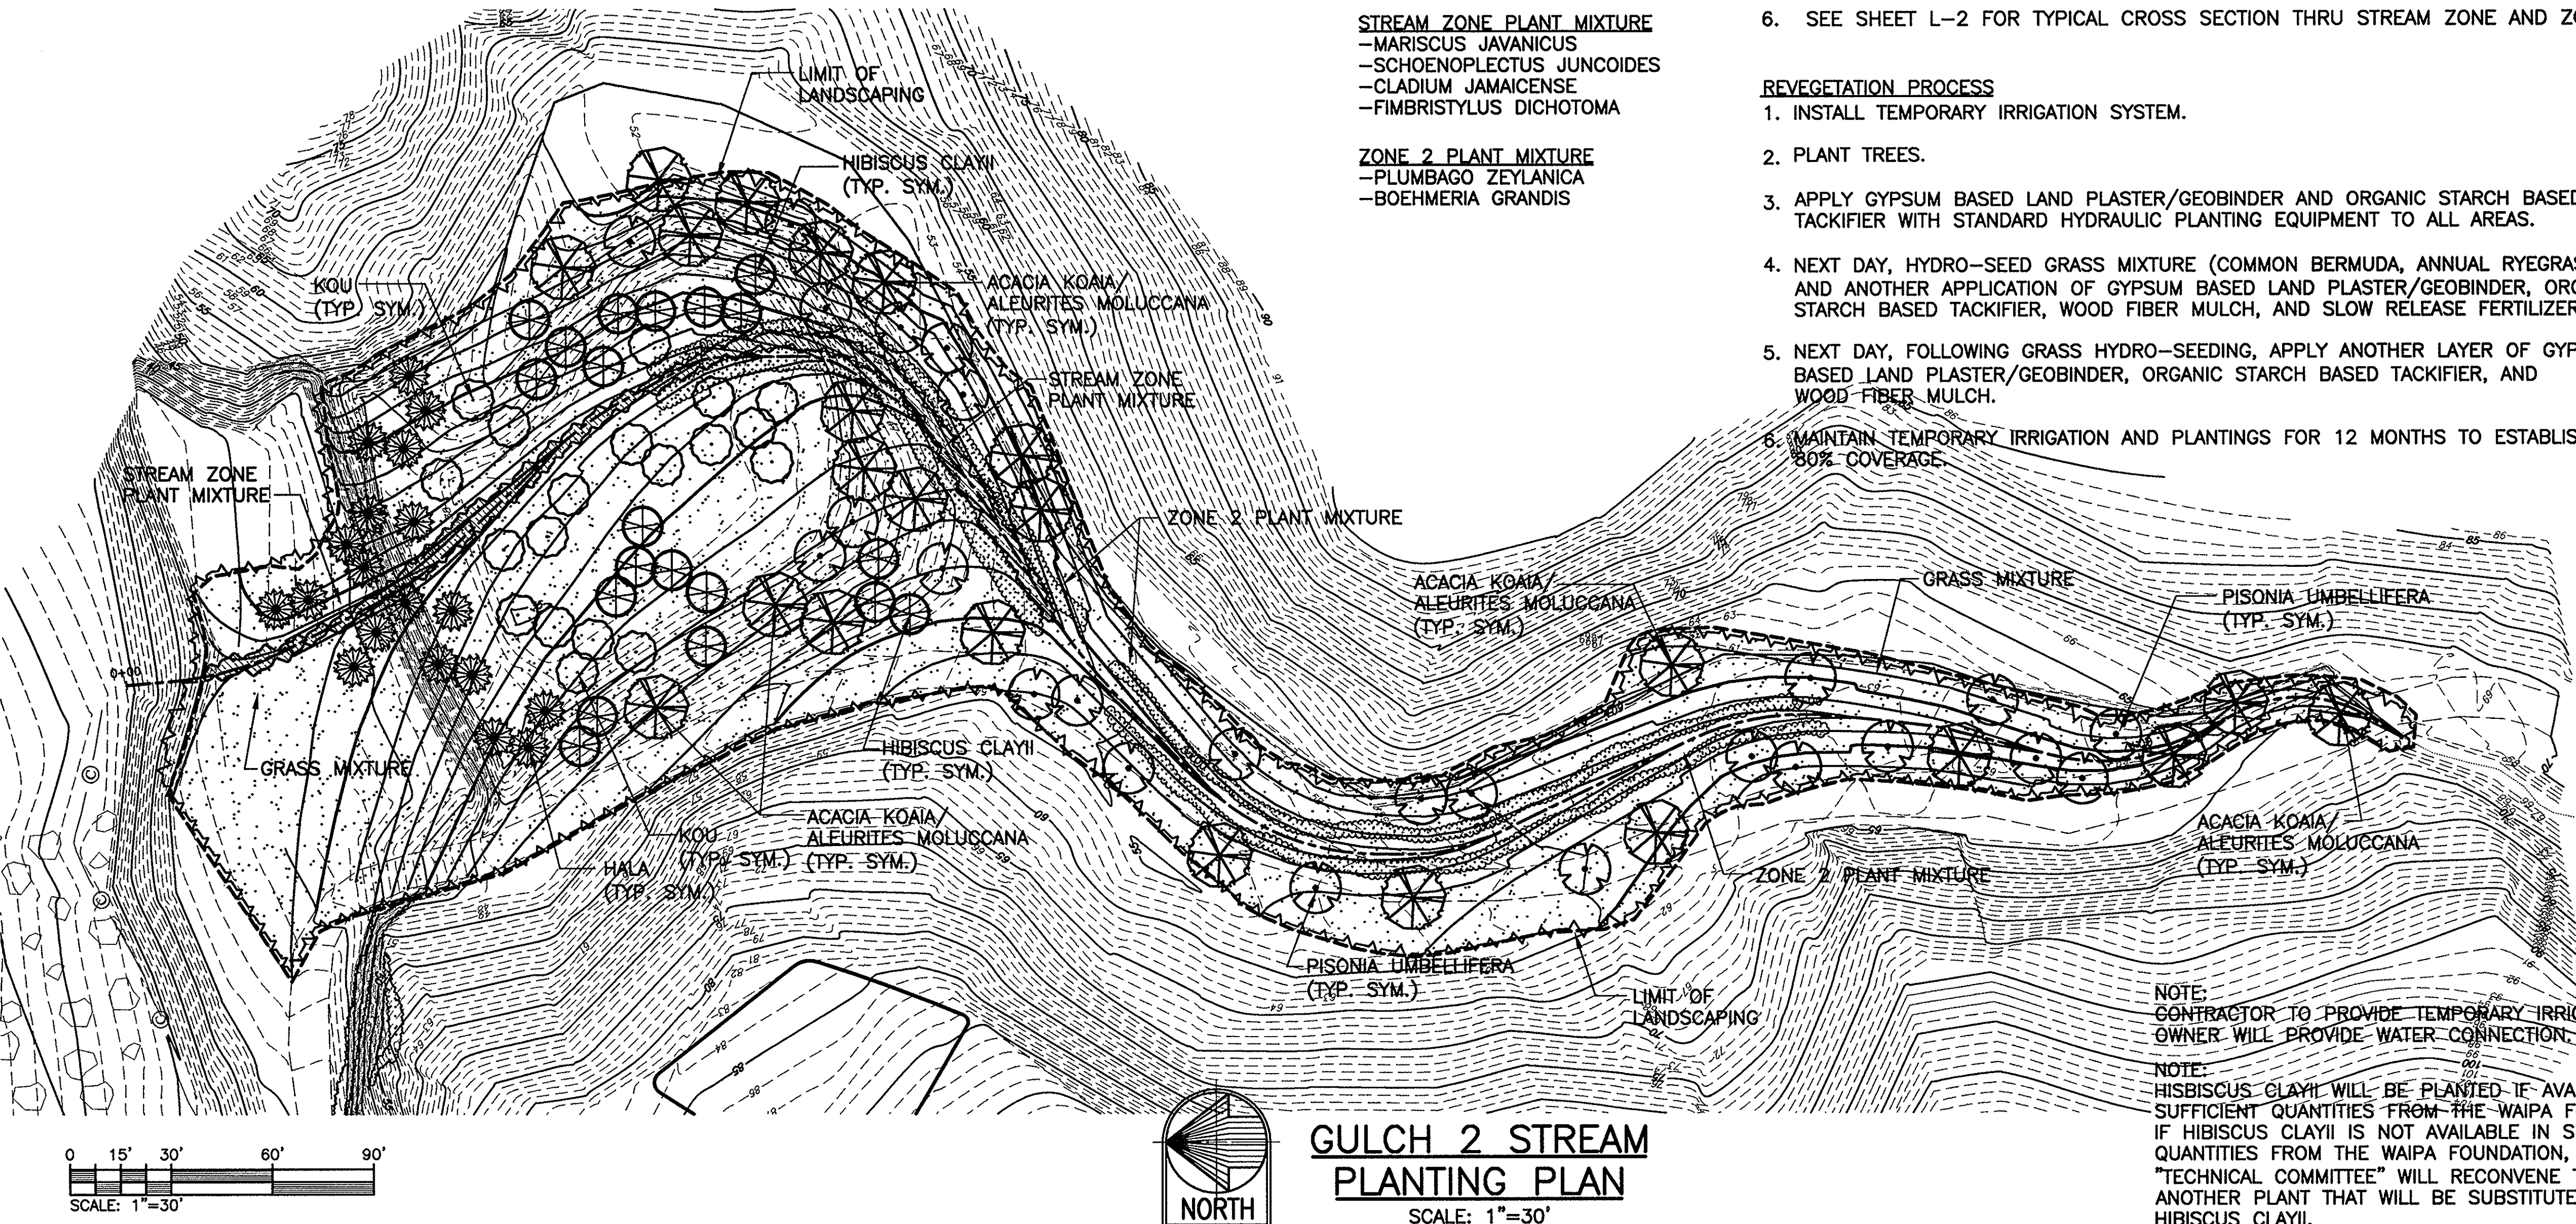 STREAM ZONE PLANT MIXTURE
-MARISCUS JAVANICUS
-SCHOENOPLECTUS JUNCOIDES
-CLADIUM JAMAICENSE
-FIMBRISTYLUS DICHOTOMA
ZONE 2 PLANT MIXTURE
-PLUMBAGO ZEYLANICA
-BOEHMERIA GRANDIS
6. SEE SHEET L-2 FOR TYPICAL CROSS SECTION THRU STREAM ZONE AND
REVEGETATION PROCESS
1. INSTALL TEMPORARY IRRIGATION SYSTEM.
2. PLANT TREES.
3. APPLY GYPSUM BASED LAND PLASTER/GEOBINDER AND ORGANIC STARCH BASED
TACKIFIER WITH STANDARD HYDRAULIC PLANTING EQUIPMENT TO ALL AREAS.
4. NEXT DAY, HYDRO-SEED GRASS MIXTURE (COMMON BERMUDA, ANNUAL
AND ANOTHER APPLICATION OF GYPSUM BASED LAND PLASTER/GEOBINDER,
STARCH BASED TACKIFIER, WOOD FIBER MULCH, AND SLOW RELEASE FERTILIZER
5. NEXT DAY, FOLLOWING GRASS HYDRO-SEEDING, APPLY ANOTHER LAYER OF
BASED LAND PLASTER/GEOBINDER, ORGANIC STARCH BASED TACKIFIER, AND
WOOD FIBER MULCH.
6. MAINTAIN TEMPORARY IRRIGATION AND PLANTINGS FOR 12 MONTHS TO
80% COVERAGE.
LIMIT OF
LANDSCAPING
HIBISCUS CLAYII
(TYP. SYM.)
KOU
(TYP. SYM.)
ACACIA KOAIA/
ALEURITES MOLUCCANA
(TYP. SYM.)
STREAM ZONE
PLANT MIXTURE
STREAM ZONE
PLANT MIXTURE
ZONE 2 PLANT MIXTURE
ACACIA KOAIA/
ALEURITES MOLUCCANA
(TYP. SYM.)
GRASS MIXTURE
PISONIA UMBELLIFERA
(TYP. SYM.)
0+00
GRASS MIXTURE
HIBISCUS CLAYII
(TYP. SYM.)
KOU
(TYP. SYM.)
ACACIA KOAIA/
ALEURITES MOLUCCANA
(TYP. SYM.)
HALA
(TYP. SYM.)
ZONE 2 PLANT MIXTURE
ACACIA KOAIA/
ALEURITES MOLUCCANA
(TYP. SYM.)
PISONIA UMBELLIFERA
(TYP. SYM.)
LIMIT OF
LANDSCAPING
NOTE:
CONTRACTOR TO PROVIDE TEMPORARY
OWNER WILL PROVIDE WATER CONNECTION.
NOTE:
HISBISCUS CLAYII WILL BE PLANTED IF
SUFFICIENT QUANTITIES FROM THE WAIPA
IF HIBISCUS CLAYII IS NOT AVAILABLE IN
QUANTITIES FROM THE WAIPA FOUNDATION,
"TECHNICAL COMMITTEE" WILL RECONVENE
ANOTHER PLANT THAT WILL BE
HIBISCUS CLAYII.
0 15' 30' 60' 90'
SCALE: 1"=30'
NORTH
GULCH 2 STREAM
PLANTING PLAN
SCALE: 1"=30'